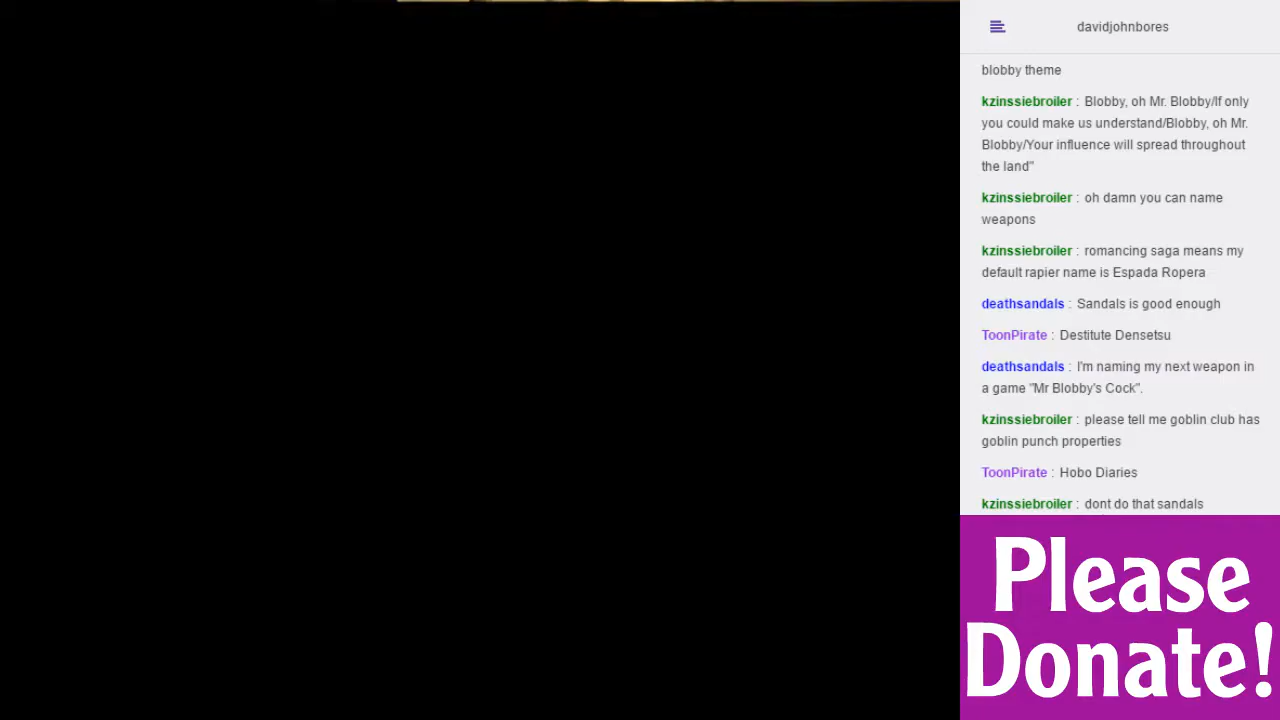 davidjohnbores
blobby theme
kzinssiebroiler : Blobby, oh Mr. Blobby/If only
you could make us understand/Blobby, oh Mr.
Blobby/Your influence will spread throughout
the land"
kzinssiebroiler : oh damn you can name
weapons
kzinssiebroiler : romancing saga means my
default rapier name is Espada Ropera
deathsandals : Sandals is good enough
ToonPirate : Destitute Densetsu
deathsandals : I'm naming my next weapon in
a game "Mr Blobby's Cock".
kzinssiebroiler : please tell me goblin club has
goblin punch properties
ToonPirate : Hobo Diaries
kzinssiebroiler : dont do that sandals
Please
Donate!